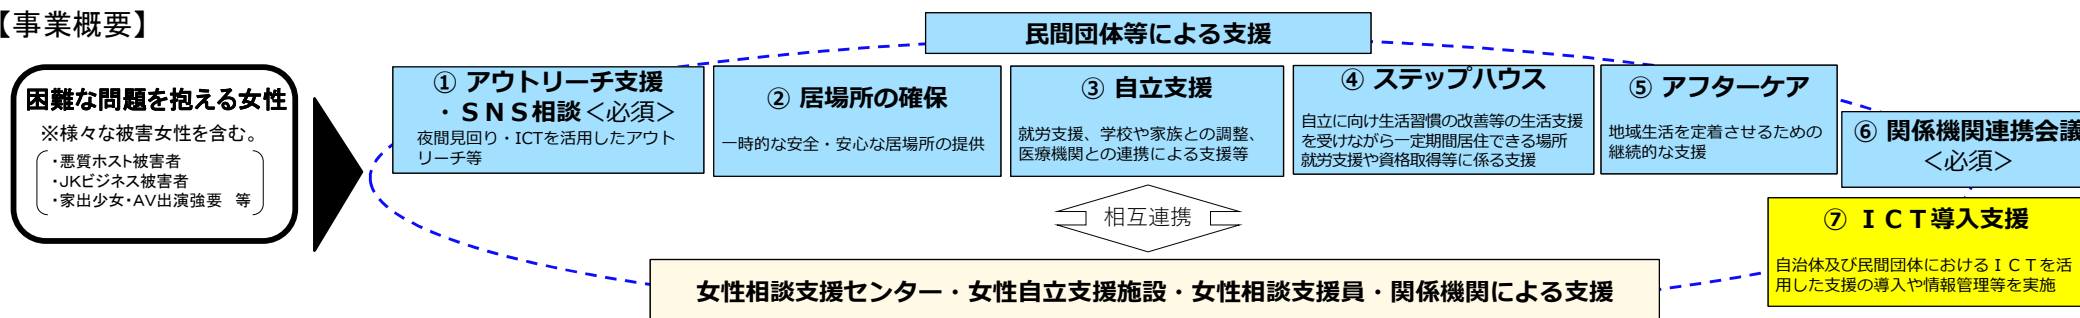 【事業概要】
民間団体等による支援
困難な問題を抱える女性
※様々な被害女性を含む。
・悪質ホスト被害者
・JKビジネス被害者
・家出少女・AV出演強要　等
① アウトリーチ支援
・ＳＮＳ相談＜必須＞
夜間見回り・ICTを活用したアウト
リーチ等
② 居場所の確保
一時的な安全・安心な居場所の提供
③ 自立支援
就労支援、学校や家族との調整、
医療機関との連携による支援等
④ ステップハウス
自立に向け生活習慣の改善等の生活支援
を受けながら一定期間居住できる場所
就労支援や資格取得等に係る支援
⑤ アフターケア
地域生活を定着させるための
継続的な支援
⑥ 関係機関連携会議
＜必須＞
相互連携
⑦ ＩＣＴ導入支援
自治体及び民間団体におけるＩＣＴを活
用した支援の導入や情報管理等を実施
女性相談支援センター・女性自立支援施設・女性相談支援員・関係機関による支援